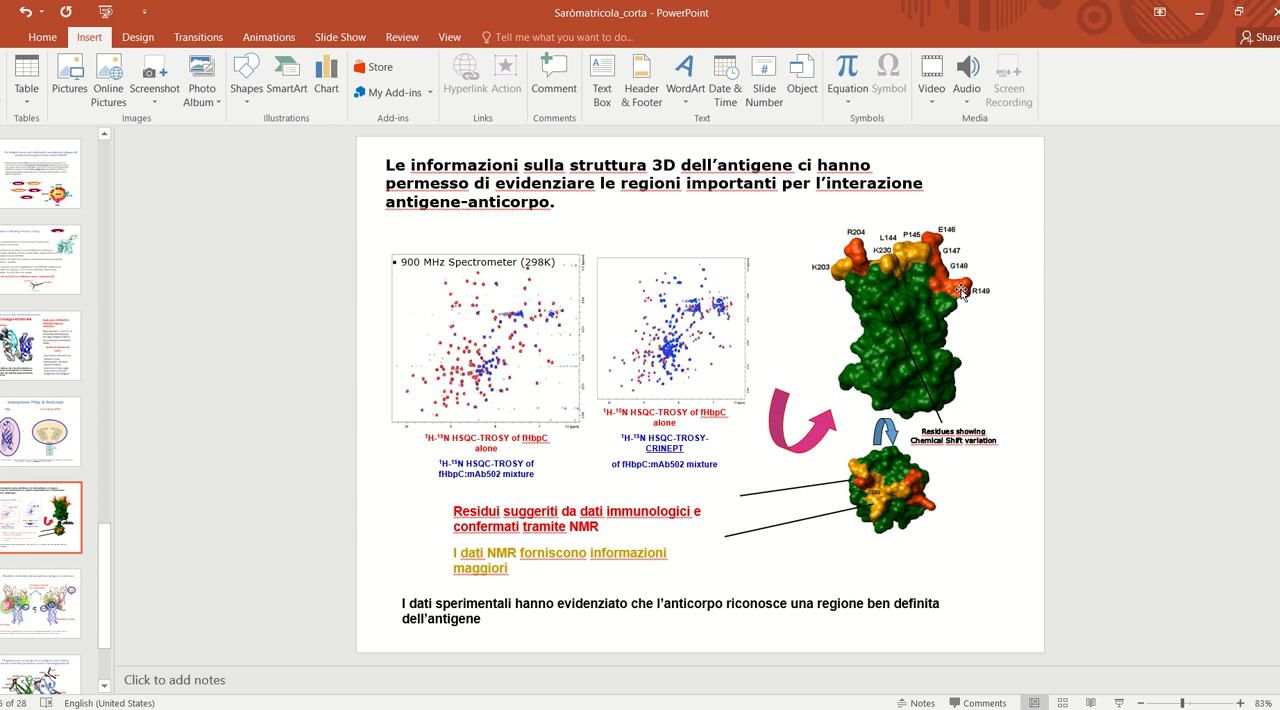 Saròmatricola_corta - PowerPoint
Home Insert Design Transitions Animations Slide Show Review View Tell me what you want to do... Share
Table
Pictures
Online Pictures
Screenshot
Photo Album
Shapes
SmartArt
Chart
Store
My Add-ins
Hyperlink
Action
Comment
Text Box
Header & Footer
WordArt
Date & Time
Slide Number
Object
Equation
Symbol
Video
Audio
Screen Recording
Tables Images Illustrations Add-ins Links Comments Text Symbols Media
Le informazioni sulla struttura 3D dell'antigene ci hanno
permesso di evidenziare le regioni importanti per l'interazione
antigene-anticorpo.
• 900 MHz Spectrometer (298K)
R204
L144
P145
E146
K230
G147
K203
G148
R149
¹H-¹⁵N HSQC-TROSY of fHbpC
alone
¹H-¹⁵N HSQC-TROSY of
fHbpC:mAb502 mixture
¹H-¹⁵N HSQC-TROSY of fHbpC
alone
¹H-¹⁵N HSQC-TROSY-
CRINEPT
of fHbpC:mAb502 mixture
Residues showing
Chemical Shift variation
Residui suggeriti da dati immunologici e
confermati tramite NMR
I dati NMR forniscono informazioni
maggiori
I dati sperimentali hanno evidenziato che l'anticorpo riconosce una regione ben definita
dell'antigene
Click to add notes
of 28 English (United States) Notes Comments 83%